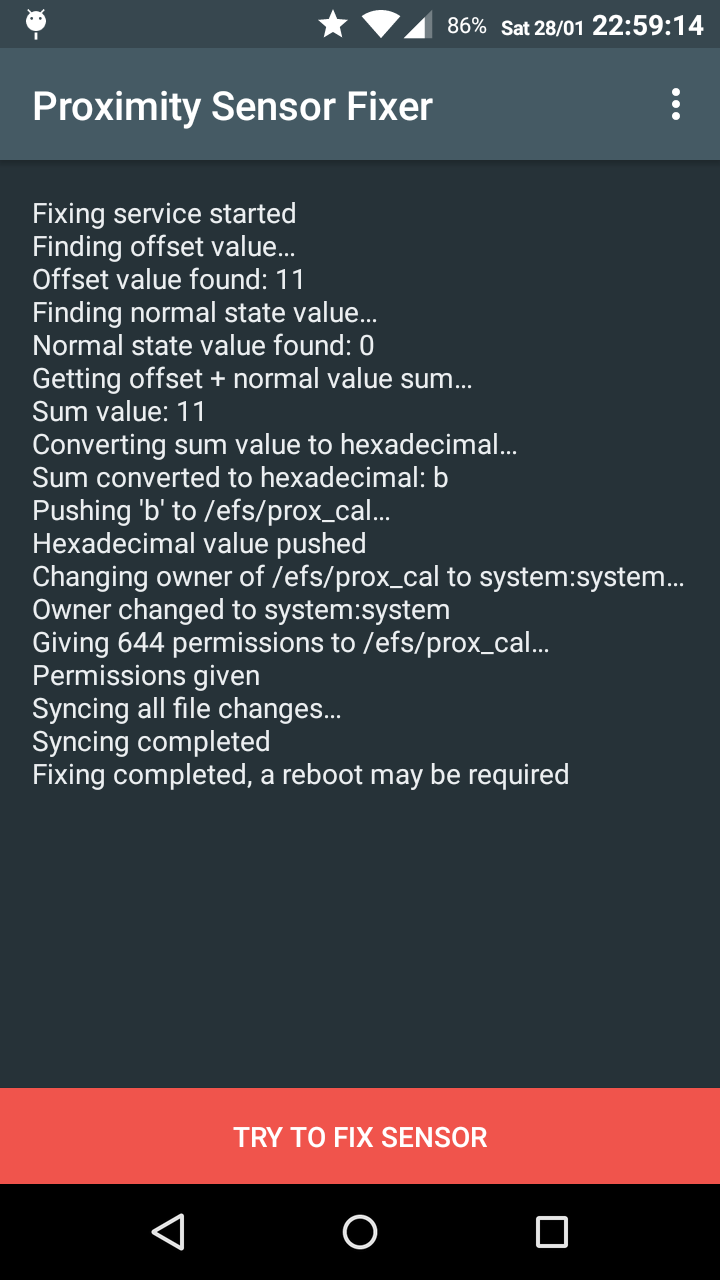 86% Sat 28/01 22:59:14
Proximity Sensor Fixer
Fixing service started
Finding offset value...
Offset value found: 11
Finding normal state value...
Normal state value found: 0
Getting offset + normal value sum...
Sum value: 11
Converting sum value to hexadecimal...
Sum converted to hexadecimal: b
Pushing 'b' to /efs/prox_cal...
Hexadecimal value pushed
Changing owner of /efs/prox_cal to system:system...
Owner changed to system:system
Giving 644 permissions to /efs/prox_cal...
Permissions given
Syncing all file changes...
Syncing completed
Fixing completed, a reboot may be required
TRY TO FIX SENSOR